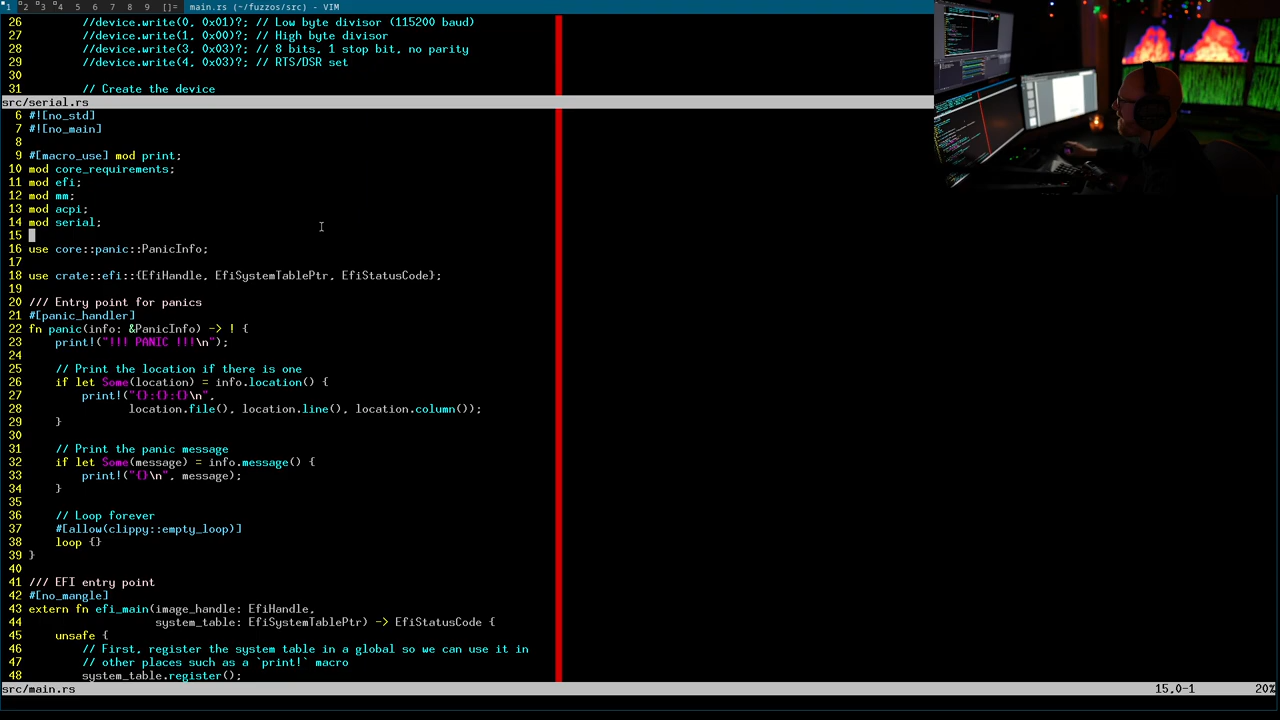 1 2 3 4 5 6 7 8 9 []= main.rs (~/fuzzos/src) - VIM
26 //device.write(0, 0x01)?; // Low byte divisor (115200 baud)
27 //device.write(1, 0x00)?; // High byte divisor
28 //device.write(3, 0x03)?; // 8 bits, 1 stop bit, no parity
29 //device.write(4, 0x03)?; // RTS/DSR set
30
31 // Create the device
src/serial.rs
6 #![no_std]
7 #![no_main]
8
9 #[macro_use] mod print;
10 mod core_requirements;
11 mod efi;
12 mod mm;
13 mod acpi;
14 mod serial;
15
16 use core::panic::PanicInfo;
17
18 use crate::efi::{EfiHandle, EfiSystemTablePtr, EfiStatusCode};
19
20 /// Entry point for panics
21 #[panic_handler]
22 fn panic(info: &PanicInfo) -> ! {
23 print!("!!! PANIC !!!\n");
24
25 // Print the location if there is one
26 if let Some(location) = info.location() {
27 print!("{}:{}:{}\n",
28 location.file(), location.line(), location.column());
29 }
30
31 // Print the panic message
32 if let Some(message) = info.message() {
33 print!("{}\n", message);
34 }
35
36 // Loop forever
37 #[allow(clippy::empty_loop)]
38 loop {}
39 }
40
41 /// EFI entry point
42 #[no_mangle]
43 extern fn efi_main(image_handle: EfiHandle,
44 system_table: EfiSystemTablePtr) -> EfiStatusCode {
45 unsafe {
46 // First, register the system table in a global so we can use it in
47 // other places such as a `print!` macro
48 system_table.register();
src/main.rs 15,0-1 20%